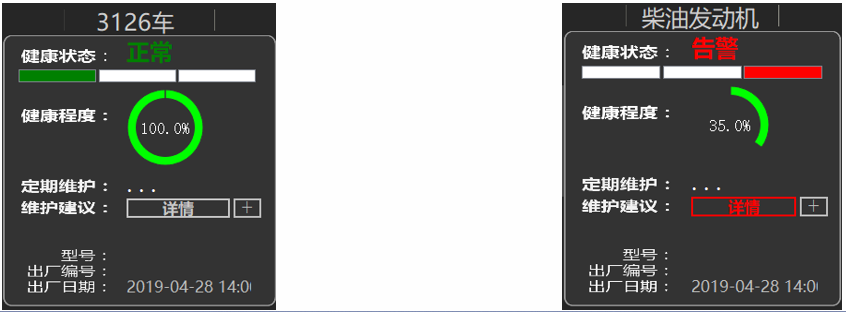 3126车
健康状态： 正常
健康程度：
100.0%
定期维护： ...
维护建议： 详情 +
型号：
出厂编号：
出厂日期： 2019-04-28 14:0
柴油发动机
健康状态： 告警
健康程度：
35.0%
定期维护： ...
维护建议： 详情 +
型号：
出厂编号：
出厂日期： 2019-04-28 14:0